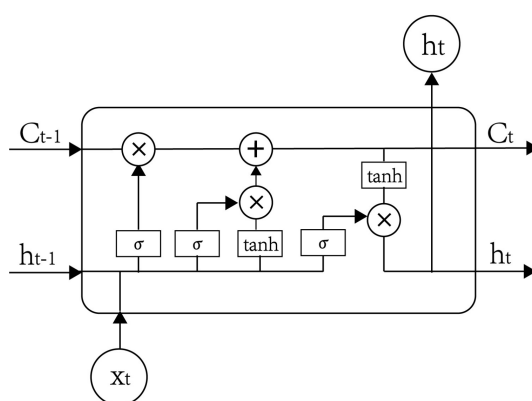 ht
Ct-1
×
+
Ct
tanh
×
×
σ
σ
tanh
σ
ht-1
ht
xt